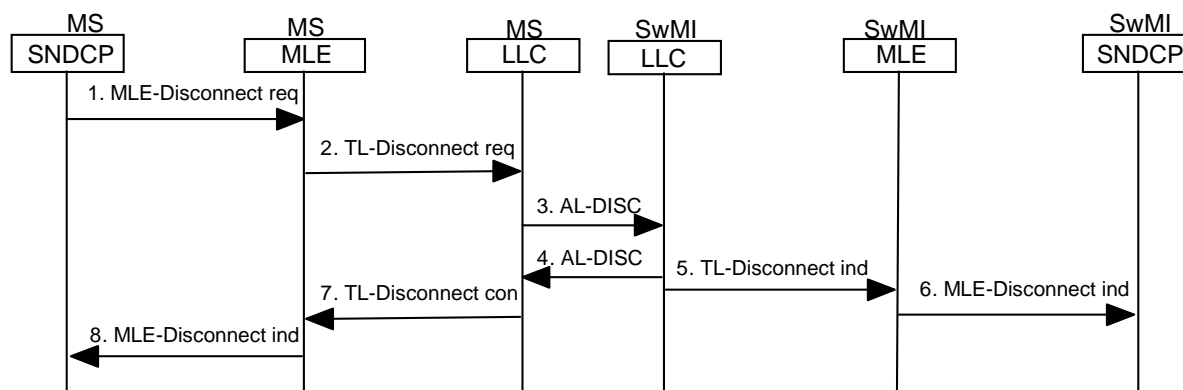 MS
SNDCP
MS
MLE
MS
LLC
SwMI
LLC
SwMI
MLE
SwMI
SNDCP
1. MLE-Disconnect req
2. TL-Disconnect req
3. AL-DISC
4. AL-DISC
5. TL-Disconnect ind
6. MLE-Disconnect ind
7. TL-Disconnect con
8. MLE-Disconnect ind